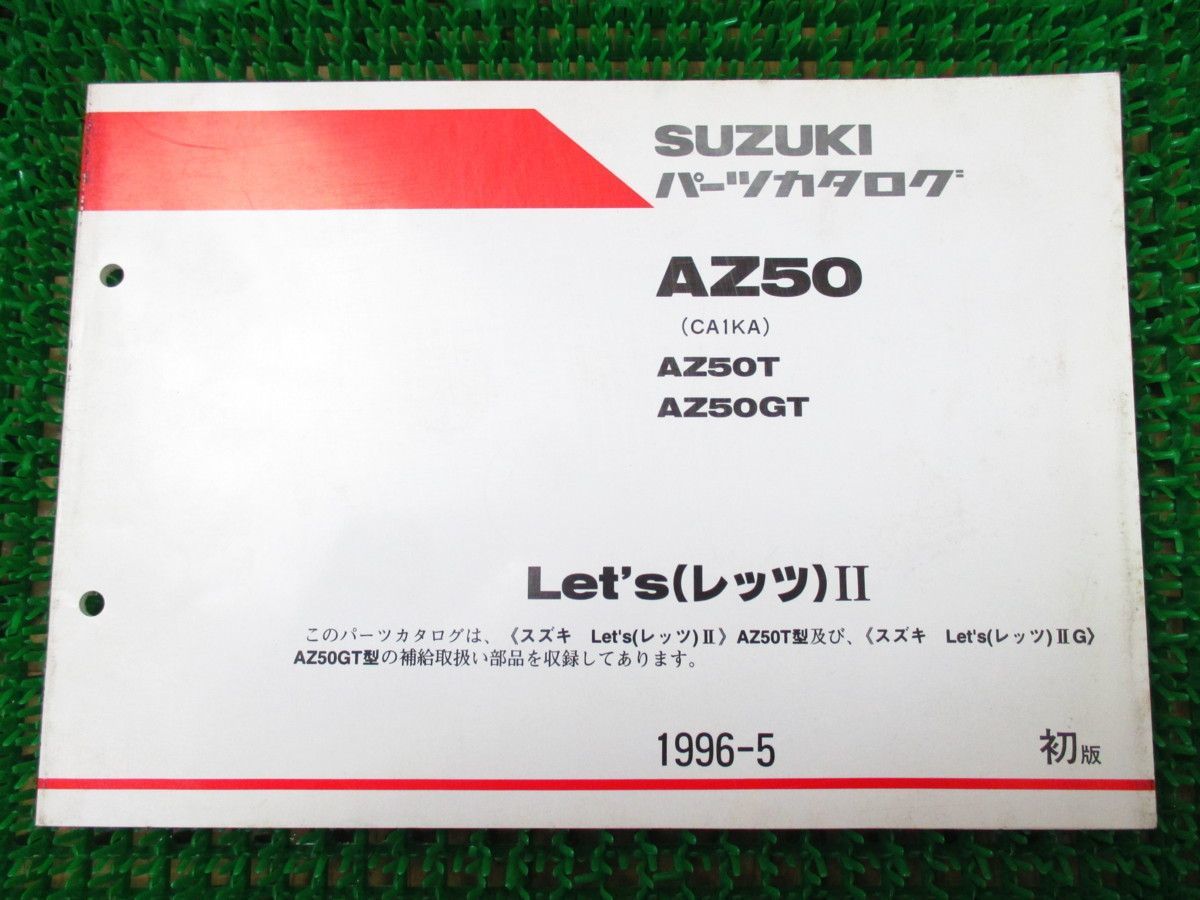 SUZUKI
パーツカタログ
AZ50
(CA1KA)
AZ50T
AZ50GT
Let's(レッツ)II
このパーツカタログは、《スズキ Let's(レッツ)II》AZ50T型及び、《スズキ Let's(レッツ)IIG》
AZ50GT型の補給取扱い部品を収録してあります。
1996-5 初版